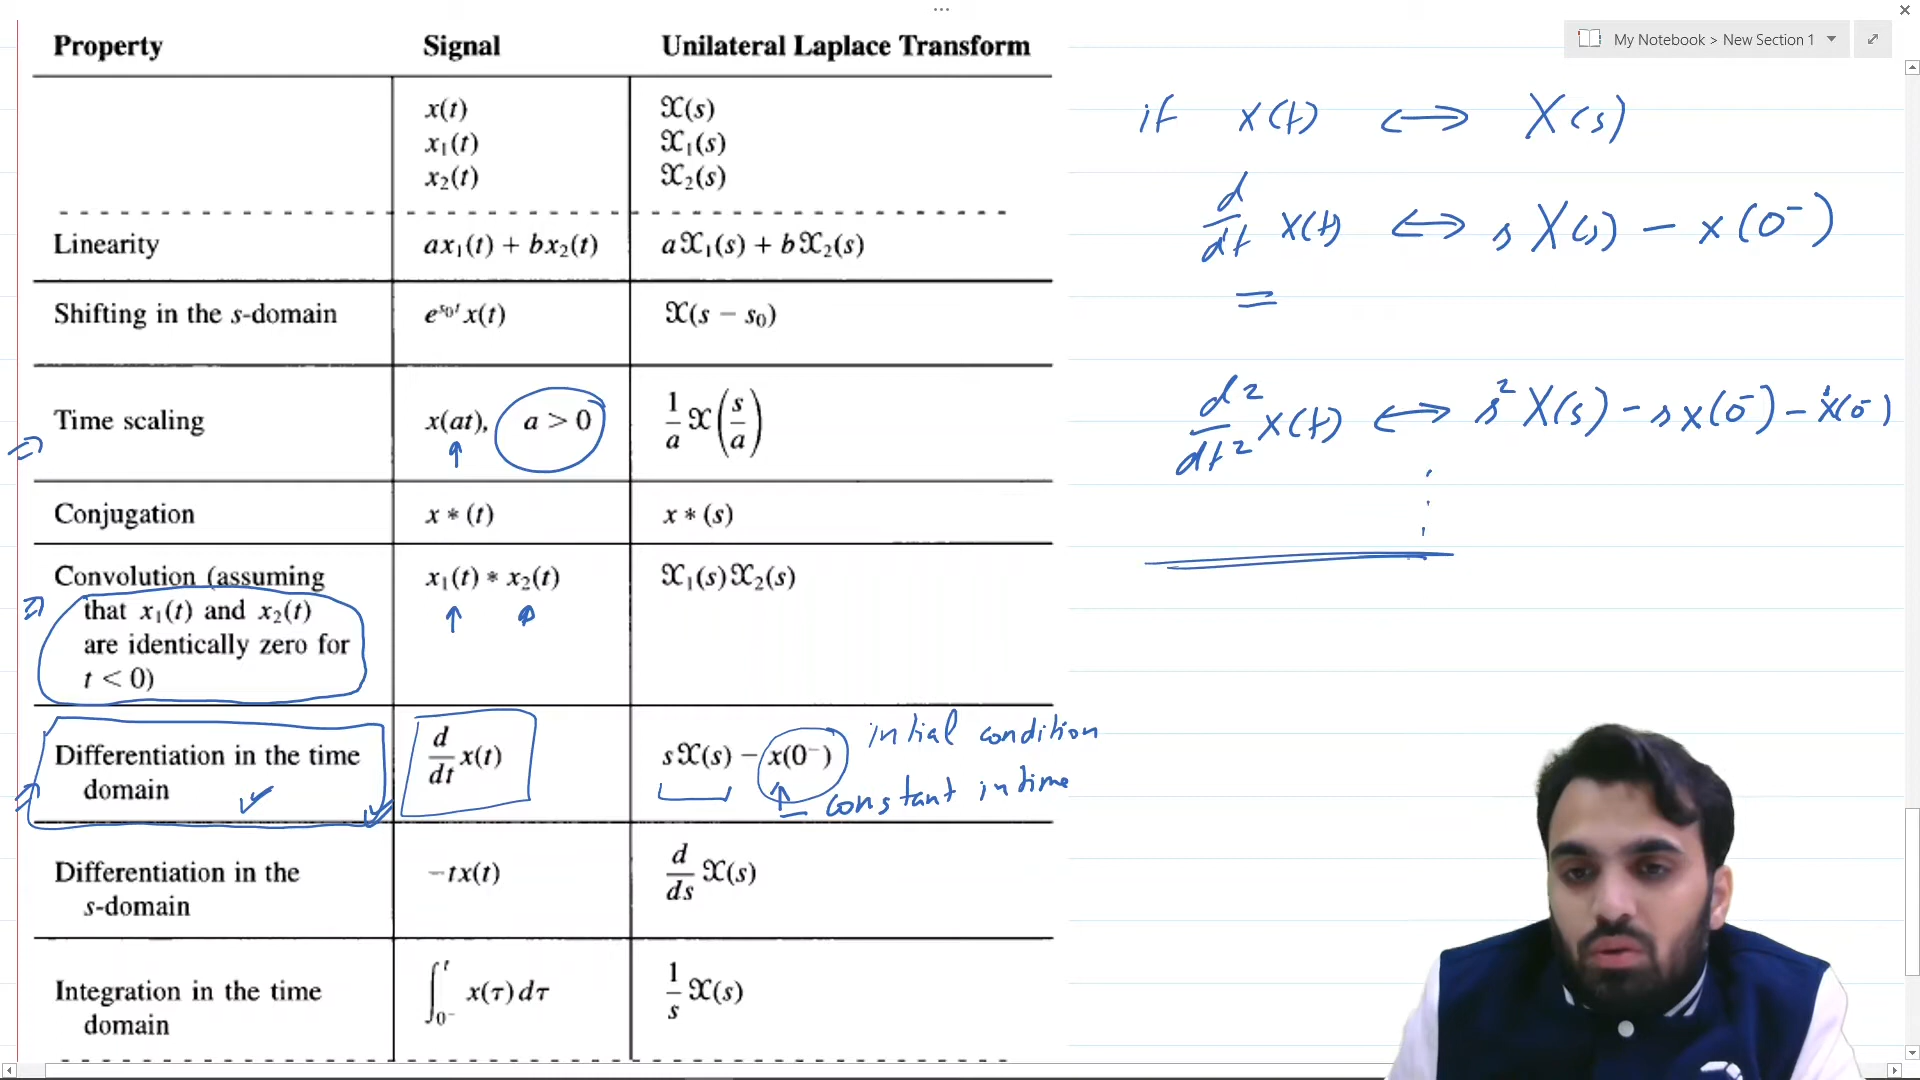 ...
My Notebook > New Section 1
Property Signal Unilateral Laplace Transform
x(t) 𝔛(s)
x₁(t) 𝔛₁(s)
x₂(t) 𝔛₂(s)
Linearity ax₁(t) + bx₂(t) a𝔛₁(s) + b𝔛₂(s)
Shifting in the s-domain e^{s₀t}x(t) 𝔛(s − s₀)
Time scaling x(at), a > 0 1/a 𝔛(s/a)
Conjugation x * (t) x * (s)
Convolution (assuming x₁(t) * x₂(t) 𝔛₁(s)𝔛₂(s)
that x₁(t) and x₂(t)
are identically zero for
t < 0)
Differentiation in the time d/dt x(t) s𝔛(s) − x(0⁻)
domain
initial condition
constant in time
Differentiation in the −tx(t) d/ds 𝔛(s)
s-domain
Integration in the time ∫_{0⁻}^{t} x(τ) dτ 1/s 𝔛(s)
domain
if x(t) ⟷ X(s)
d/dt x(t) ⟷ sX(s) − x(0⁻)
=
d²/dt² x(t) ⟷ s²X(s) − sx(0⁻) − ẋ(0⁻)
⋮